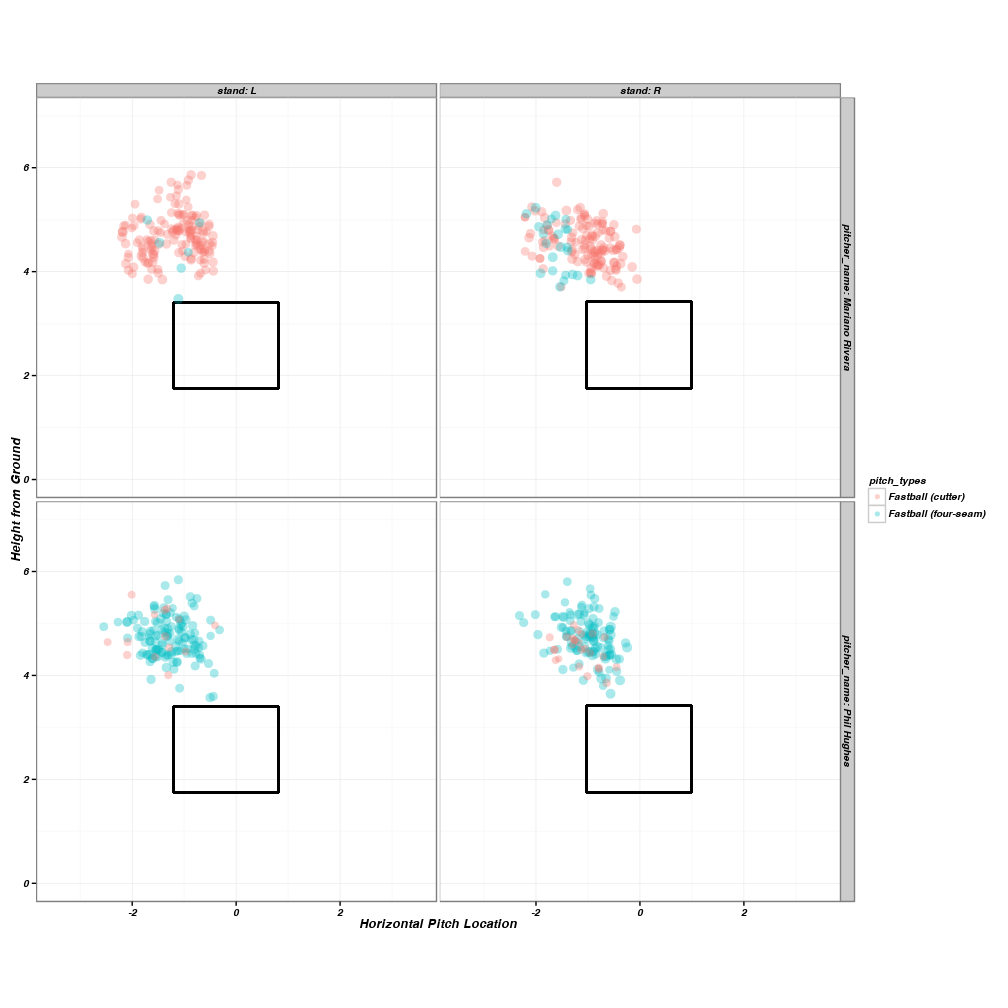 stand: L
stand: R
6
4
2
0
pitcher_name: Mariano Rivera
Height from Ground
6
4
2
0
pitcher_name: Phil Hughes
-2
0
2
-2
0
2
Horizontal Pitch Location
pitch_types
Fastball (cutter)
Fastball (four-seam)